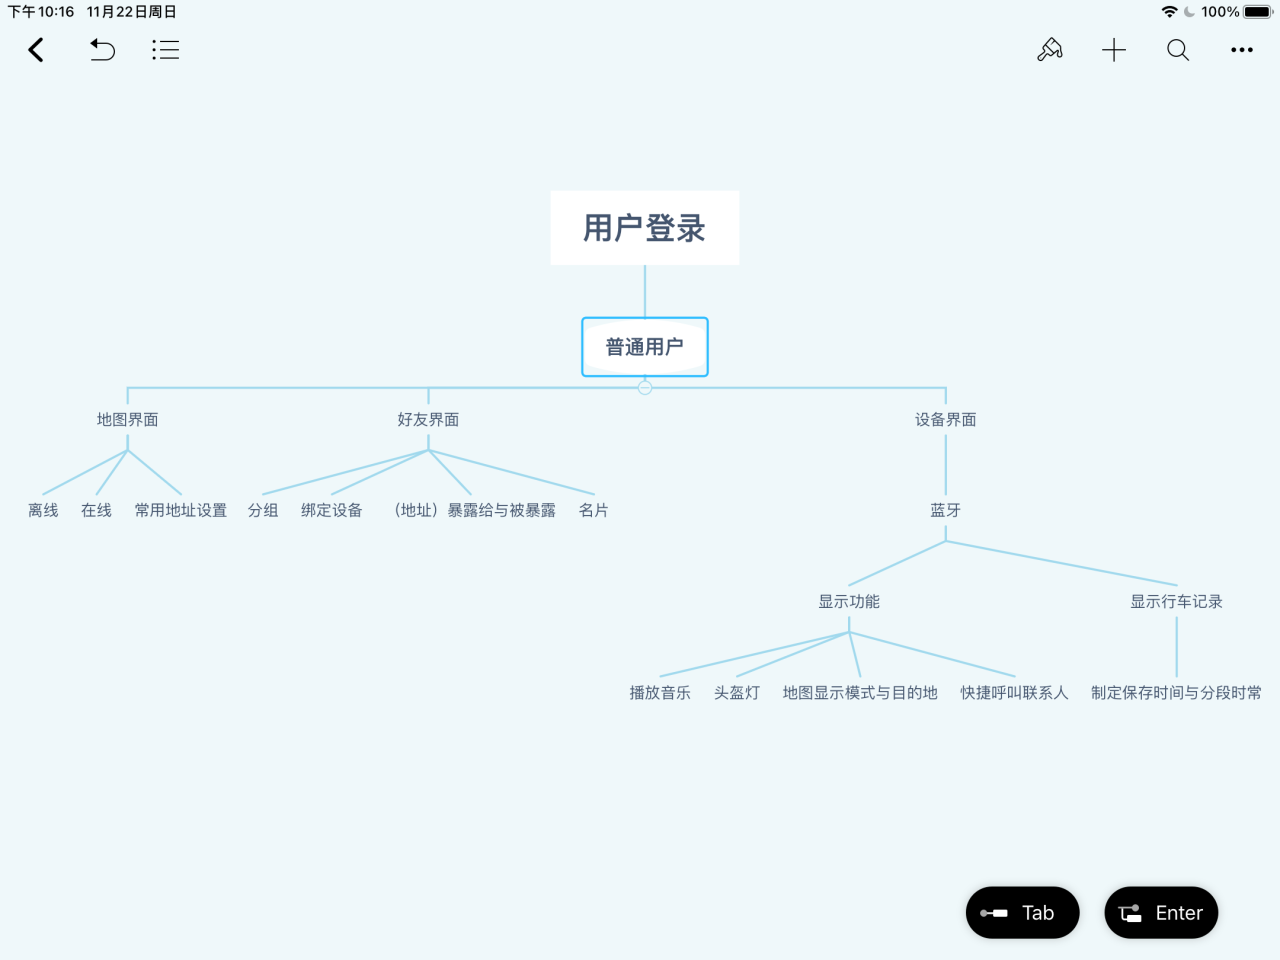 下午10:16 11月22日周日
100%
用户登录
普通用户
地图界面
好友界面
设备界面
离线
在线
常用地址设置
分组
绑定设备
（地址）暴露给与被暴露
名片
蓝牙
显示功能
显示行车记录
播放音乐
头盔灯
地图显示模式与目的地
快捷呼叫联系人
制定保存时间与分段时常
Tab
Enter